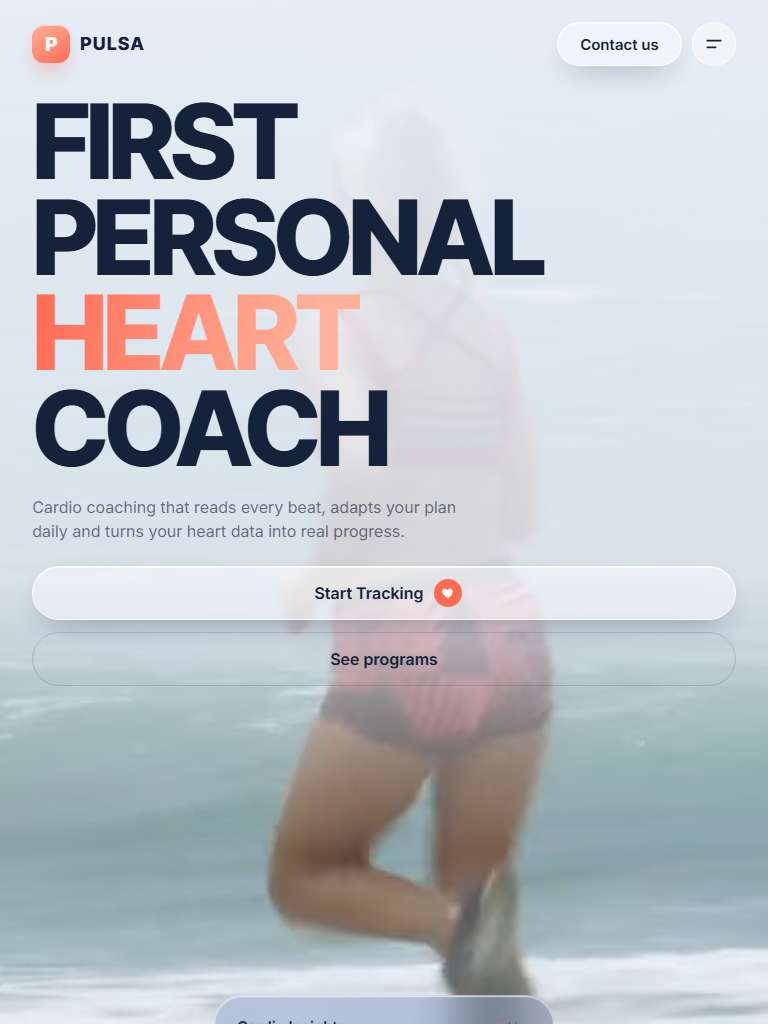 P PULSA
Contact us
FIRST
PERSONAL
HEART
COACH
Cardio coaching that reads every beat, adapts your plan
daily and turns your heart data into real progress.
Start Tracking
See programs